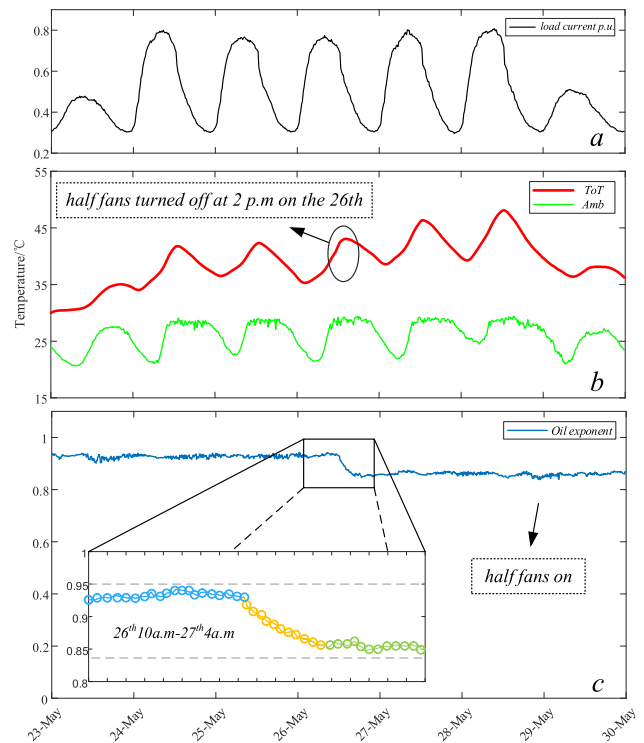 load current p.u.
0.8
0.6
0.4
0.2
a
55
45
35
25
15
Temperature/℃
half fans turned off at 2 p.m on the 26th
ToT
Amb
b
1
0.8
0.6
0.4
0.2
0
Oil exponent
1
0.95
0.9
0.85
0.8
26th10a.m-27th4a.m
half fans on
c
23-May
24-May
25-May
26-May
27-May
28-May
29-May
30-May